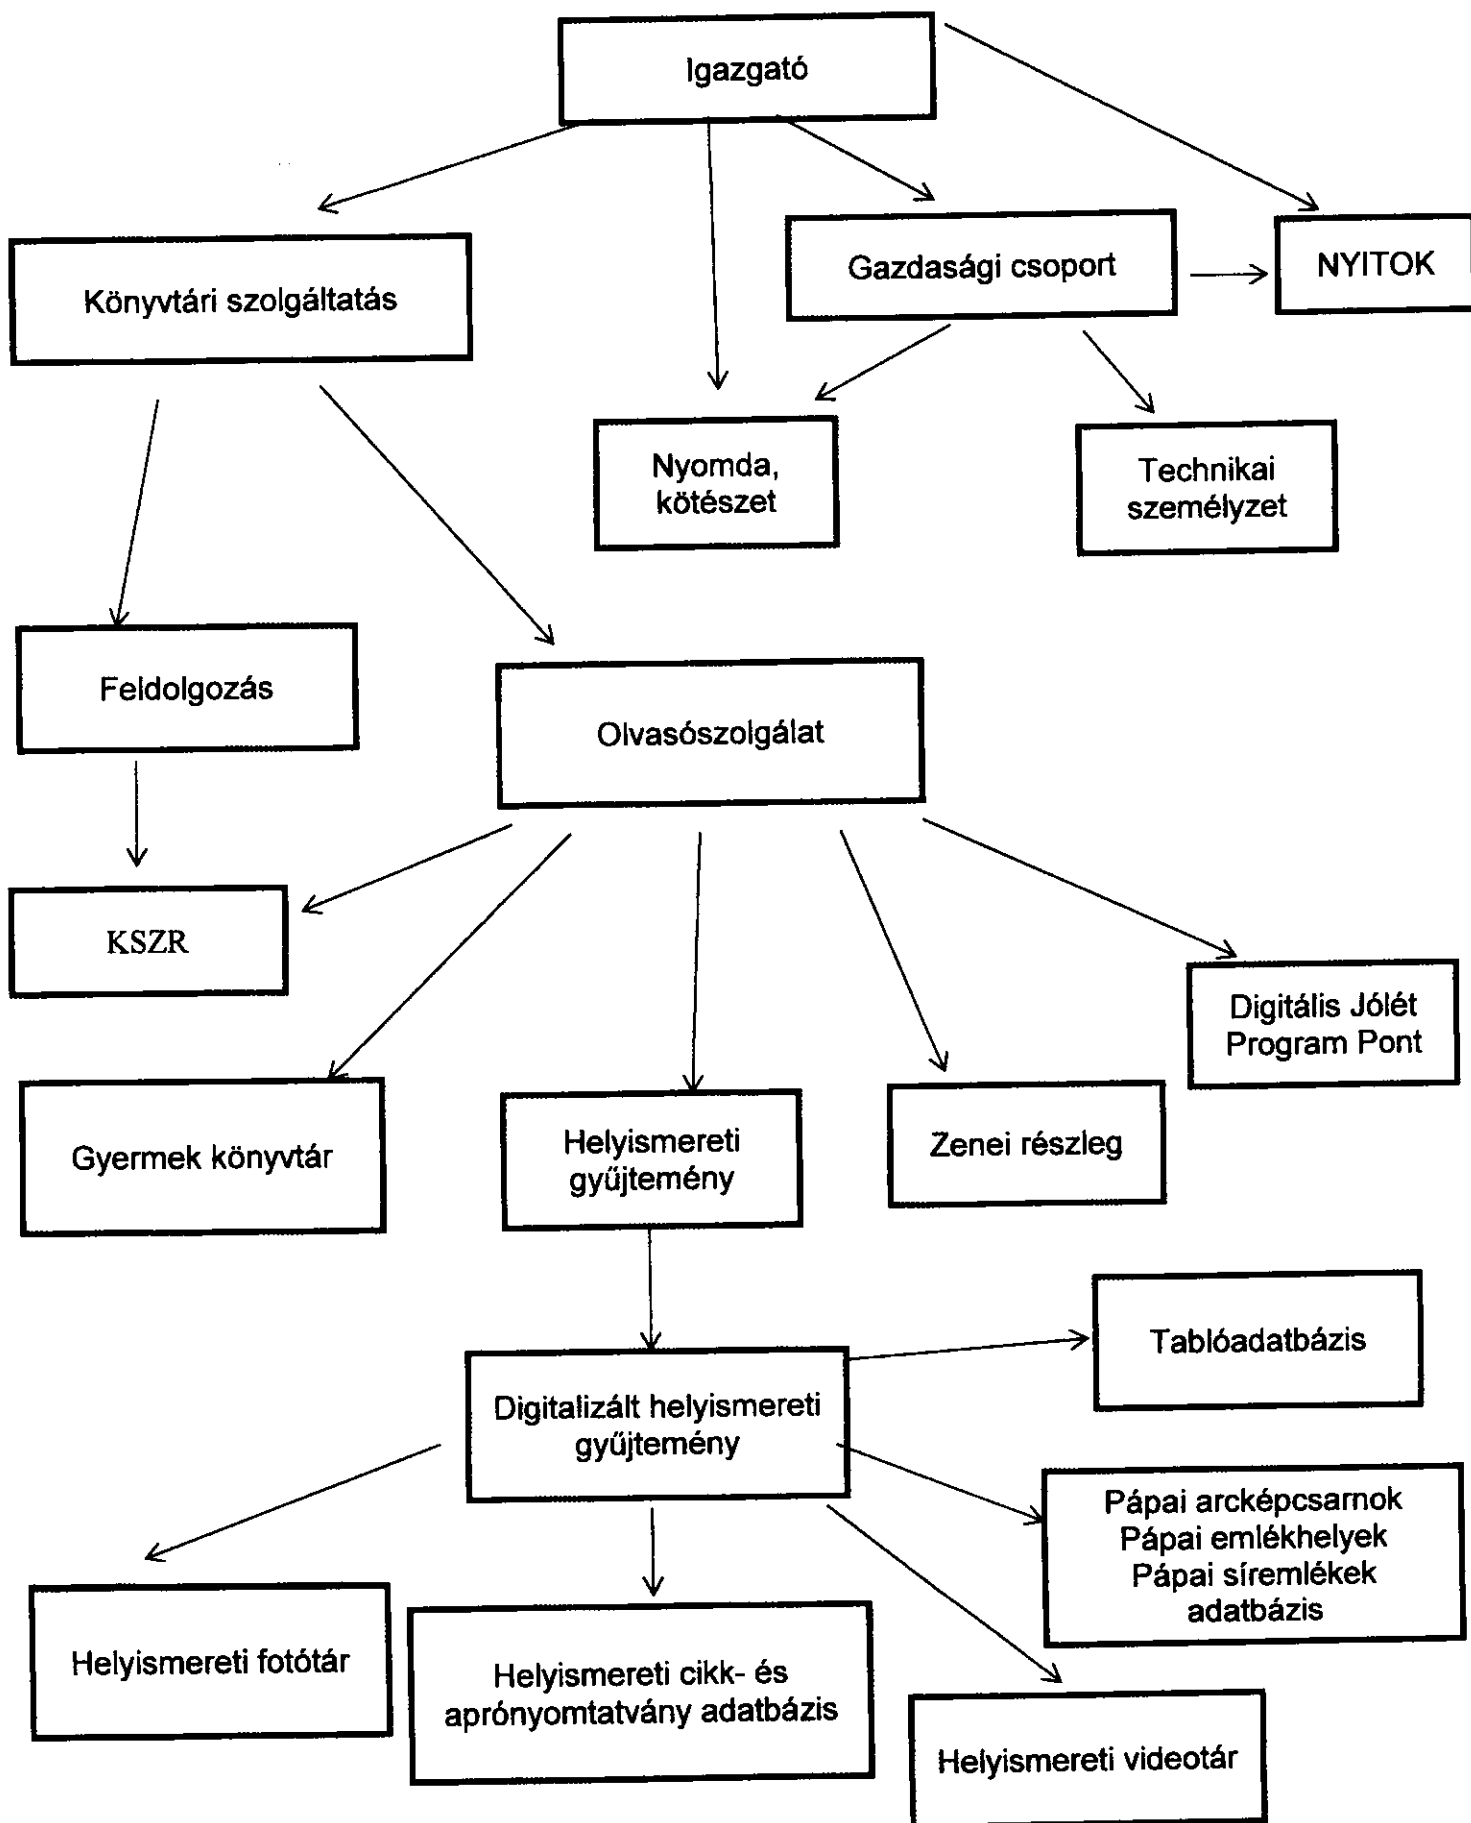 Igazgató
Könyvtári szolgáltatás
Gazdasági csoport
NYITOK
Nyomda,
kötészet
Technikai
személyzet
Feldolgozás
Olvasószolgálat
KSZR
Digitális Jólét
Program Pont
Gyermek könyvtár
Helyismereti
gyűjtemény
Zenei részleg
Tablóadatbázis
Digitalizált helyismereti
gyűjtemény
Pápai arcképcsarnok
Pápai emlékhelyek
Pápai síremlékek
adatbázis
Helyismereti fotótár
Helyismereti cikk- és
aprónyomtatvány adatbázis
Helyismereti videotár